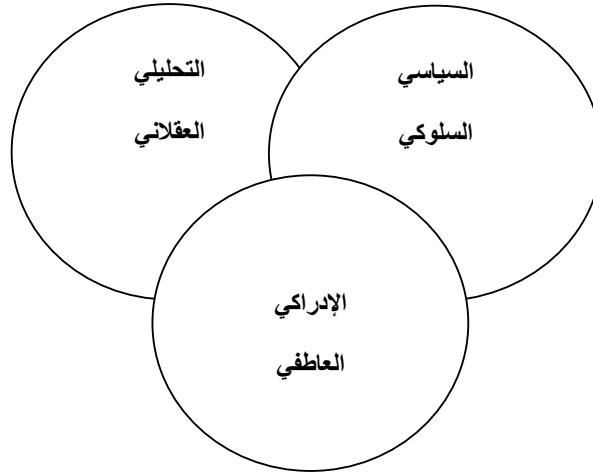 السياسي
السلوكي
التحليلي
العقلاني
الإدراكي
العاطفي